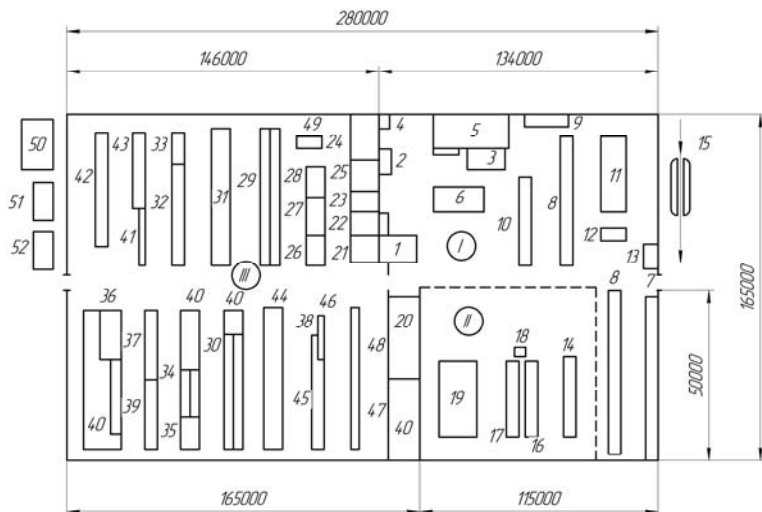 280000
146000 134000
50 43 33 49 24 4 5 9 15
42 31 29 28 25 2 3 11
51 32 27 23 6 10 8
41 22 12
52 26 21 1 I 13
III 8 7
36 40 40 44 46 20 II
37 38 48 18 14
34 30 19
40 39 45 47 17 16
35 40
165000
50000
165000 115000